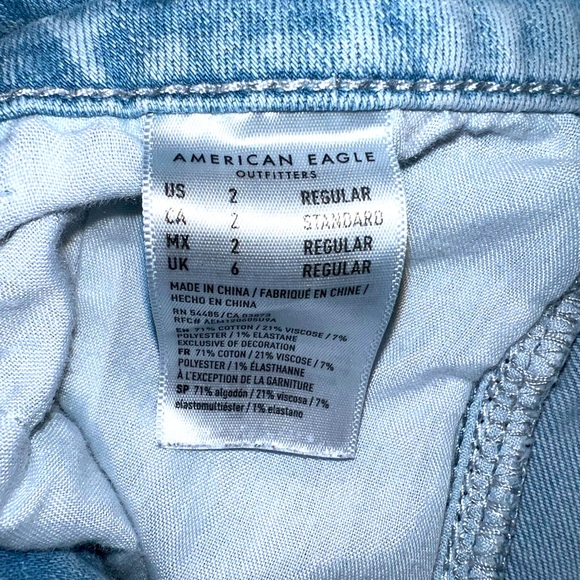 AMERICAN EAGLE
OUTFITTERS
US 2 REGULAR
CA 2 STANDARD
MX 2 REGULAR
UK 6 REGULAR
MADE IN CHINA / FABRIQUÉ EN CHINE /
HECHO EN CHINA
RN 54485 / CA
RFC#
EN 71% COTTON / 21% VISCOSE / 7%
POLYESTER / 1% ELASTANE
EXCLUSIVE OF DECORATION
FR 71% COTON / 21% VISCOSE / 7%
POLYESTER / 1% ÉLASTHANNE
À L'EXCEPTION DE LA GARNITURE
SP 71% algodón / 21% viscosa / 7%
elastomultiéster / 1% elastano